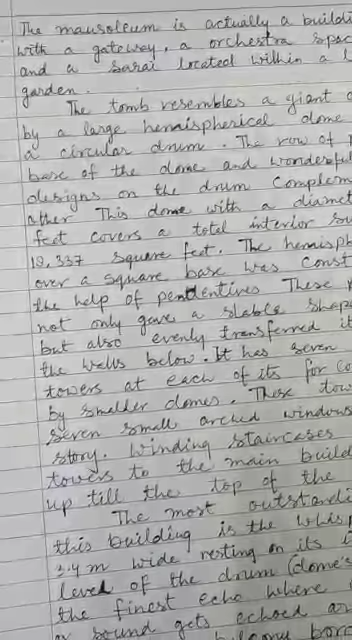 The mausoleum is actually a build
with a gateway, a orchestra spac
and a sarai located within a l
garden.
The tomb resembles a giant
by a large hemispherical dome
a circular drum. The row of
base of the dome and wonderful
designs on the drum complem
other This dome with a diamet
feet covers a total interior su
18,337 square feet. The hemisph
over a square base was const
the help of pendentives These
not only gave a stable shape
but also evenly transferred it
the walls below. It has seven
towers at each of its for co
by smalder domes. These tow
seven small arched windows
story. Winding staircases
towers to the main build
up till the top of the
The most outstandi
this building is the whisp
3.4 m wide resting on its i
level of the drum (dome's
the finest echo where
sound gets echoed ar